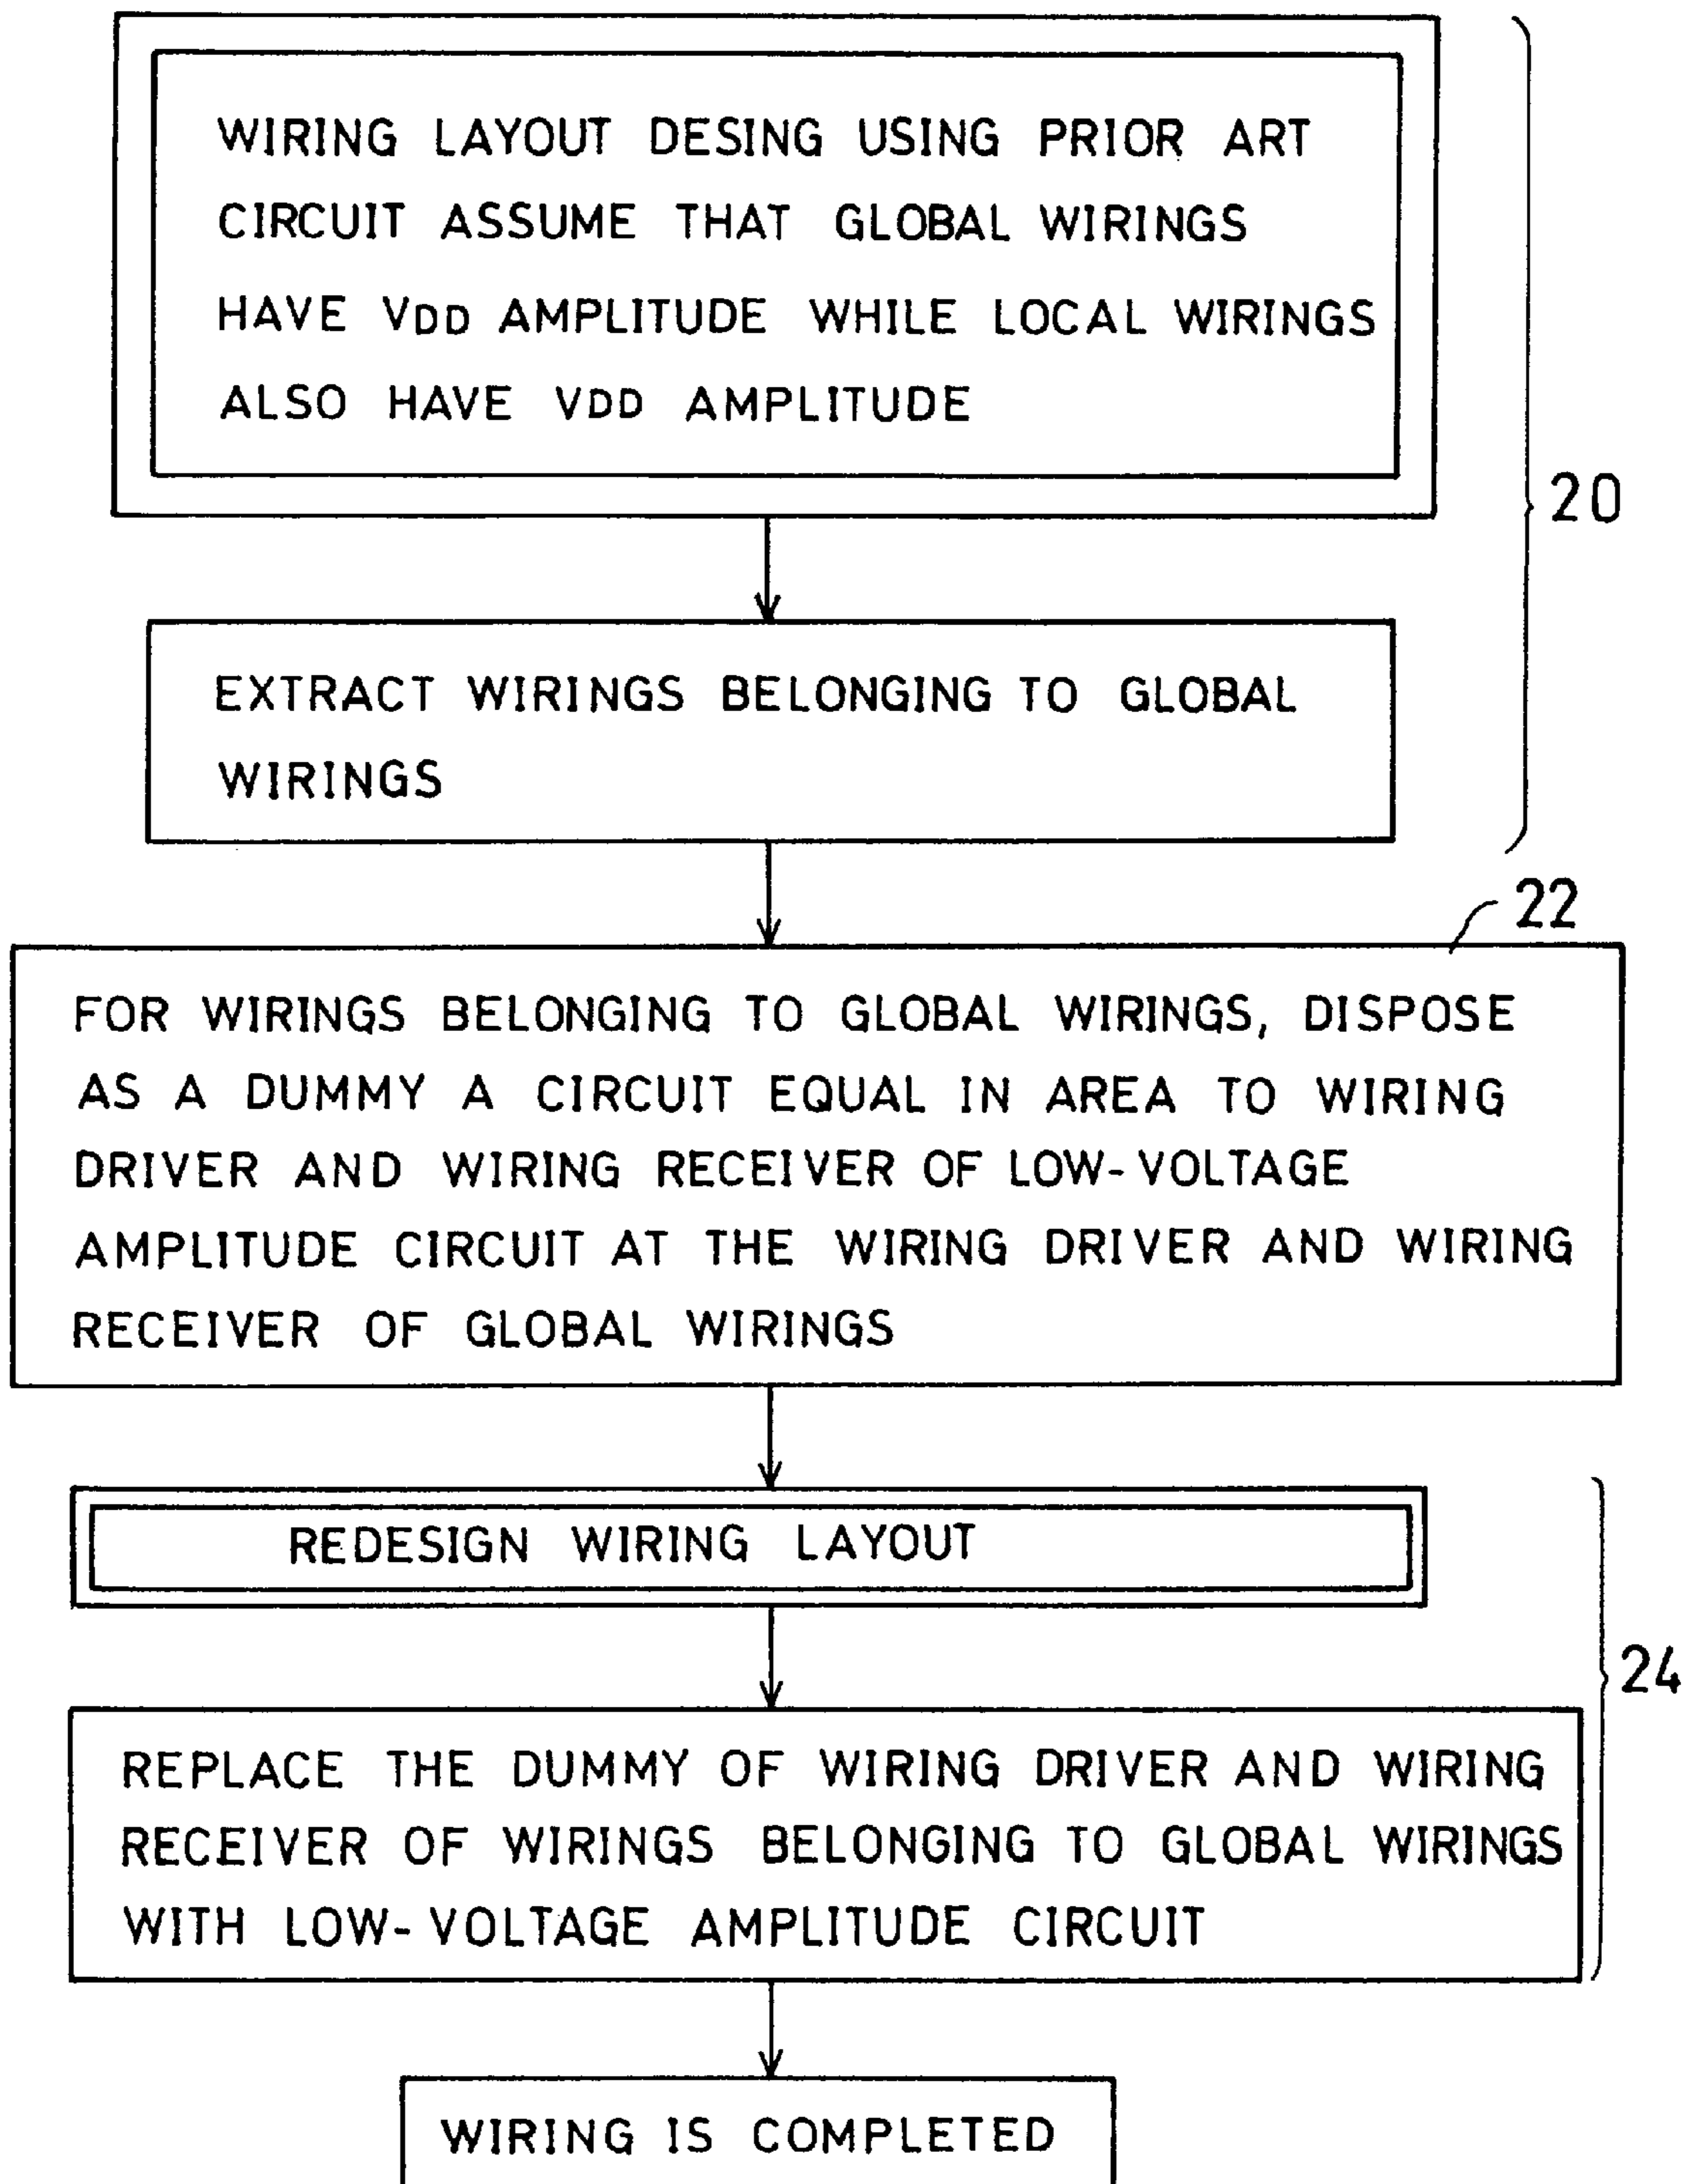 WIRING LAYOUT DESING USING PRIOR ART
CIRCUIT ASSUME THAT GLOBAL WIRINGS
HAVE VDD AMPLITUDE WHILE LOCAL WIRINGS
ALSO HAVE VDD AMPLITUDE
20
EXTRACT WIRINGS BELONGING TO GLOBAL
WIRINGS
22
FOR WIRINGS BELONGING TO GLOBAL WIRINGS, DISPOSE
AS A DUMMY A CIRCUIT EQUAL IN AREA TO WIRING
DRIVER AND WIRING RECEIVER OF LOW-VOLTAGE
AMPLITUDE CIRCUIT AT THE WIRING DRIVER AND WIRING
RECEIVER OF GLOBAL WIRINGS
REDESIGN WIRING LAYOUT
24
REPLACE THE DUMMY OF WIRING DRIVER AND WIRING
RECEIVER OF WIRINGS BELONGING TO GLOBAL WIRINGS
WITH LOW-VOLTAGE AMPLITUDE CIRCUIT
WIRING IS COMPLETED